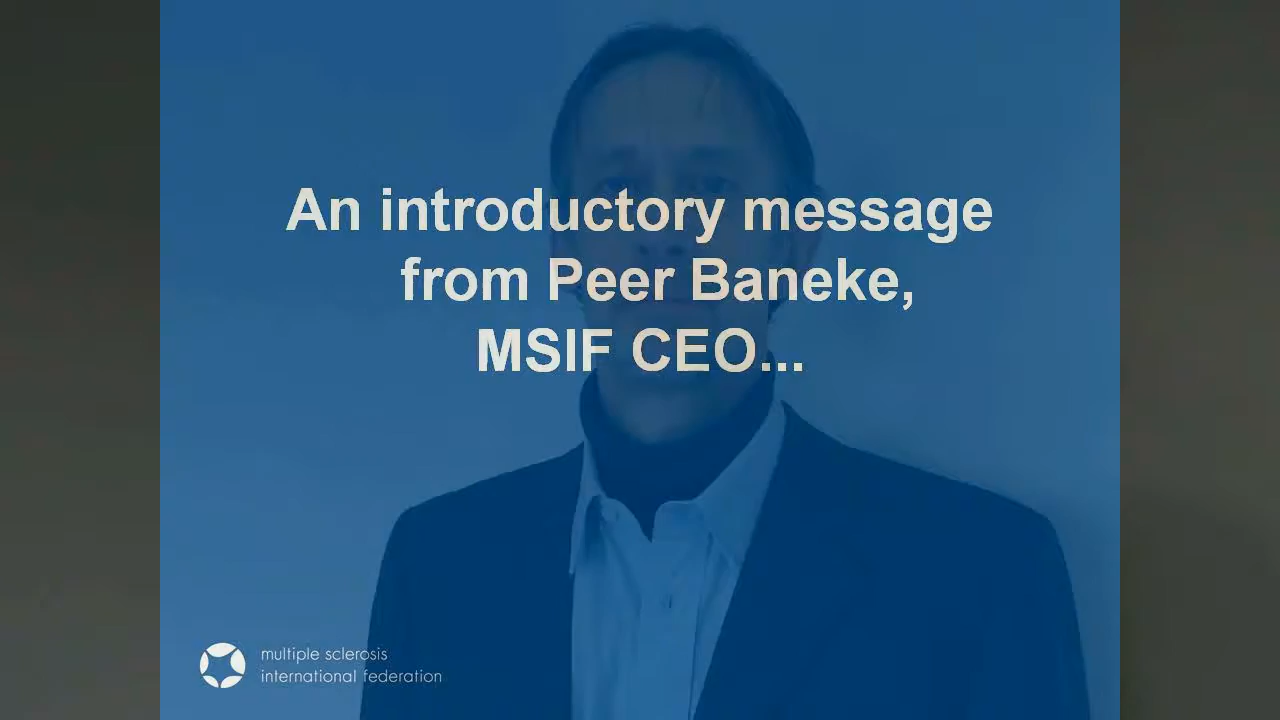 An introductory message
from Peer Baneke,
MSIF CEO...
multiple sclerosis
international federation